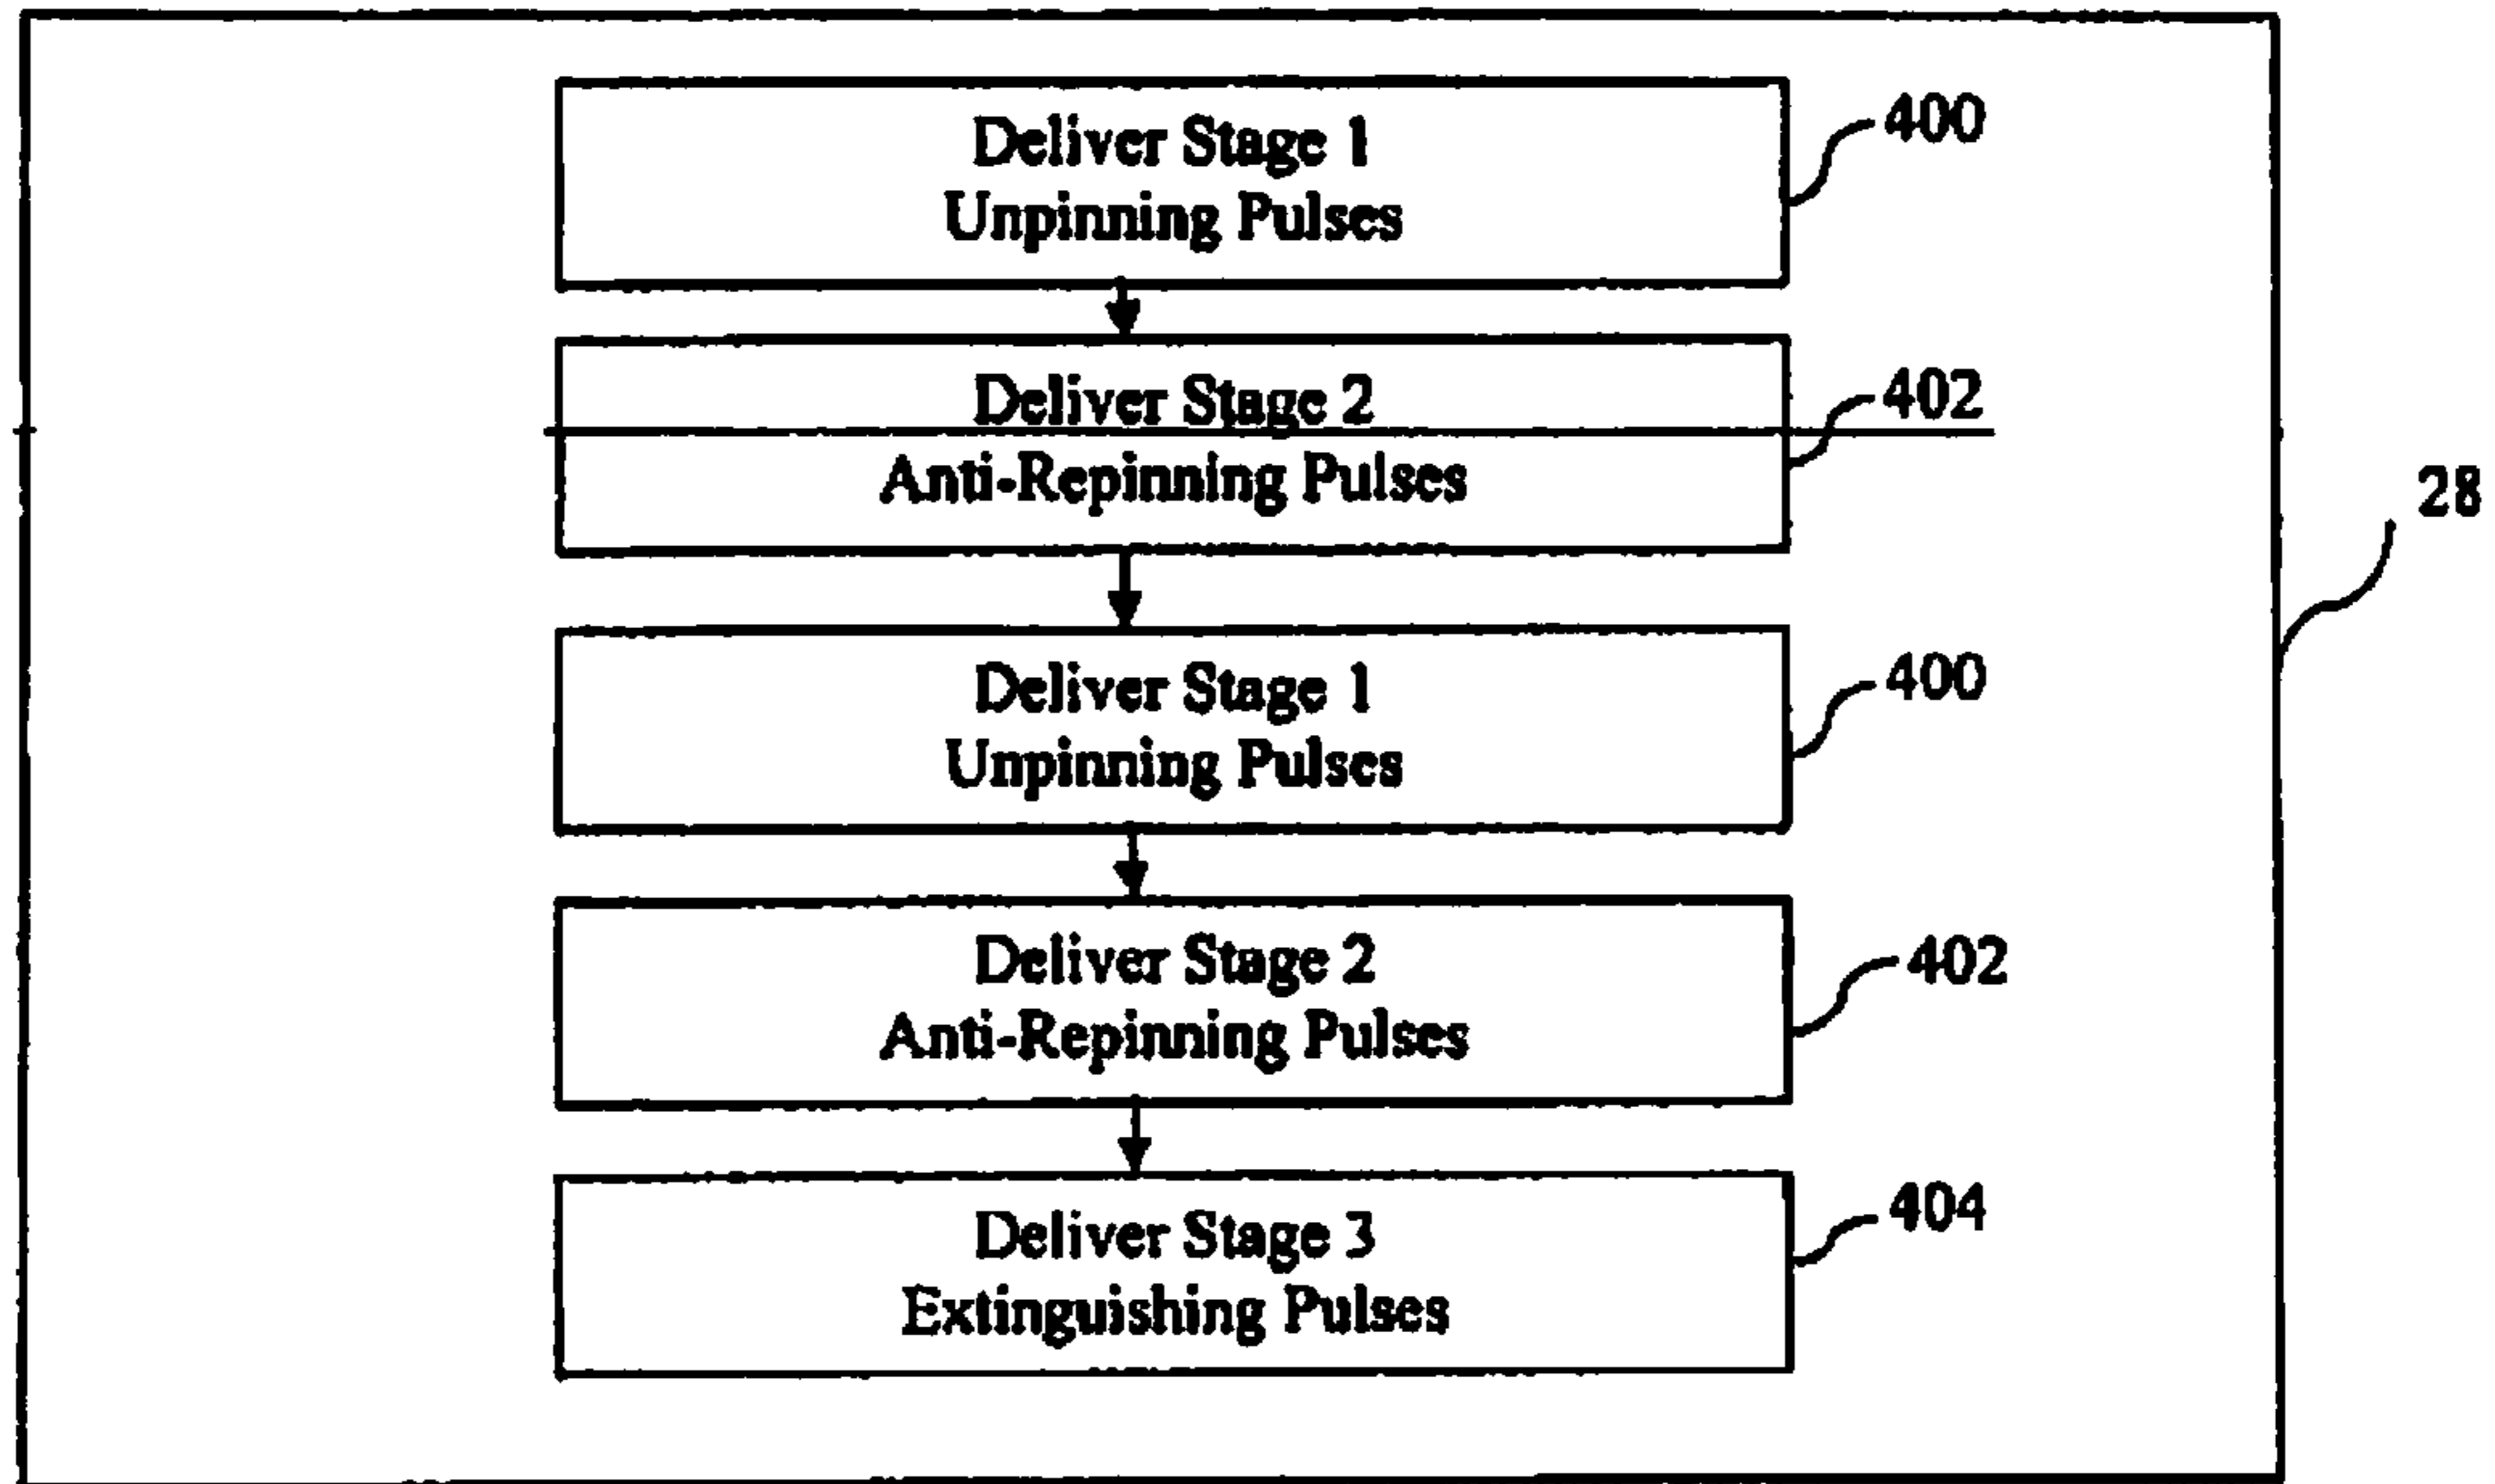 Deliver Stage 1
Unpinning Pulses
400
Deliver Stage 2
Anti-Repinning Pulses
402
28
Deliver Stage 1
Unpinning Pulses
400
Deliver Stage 2
Anti-Repinning Pulses
402
Deliver Stage 3
Extinguishing Pulses
404